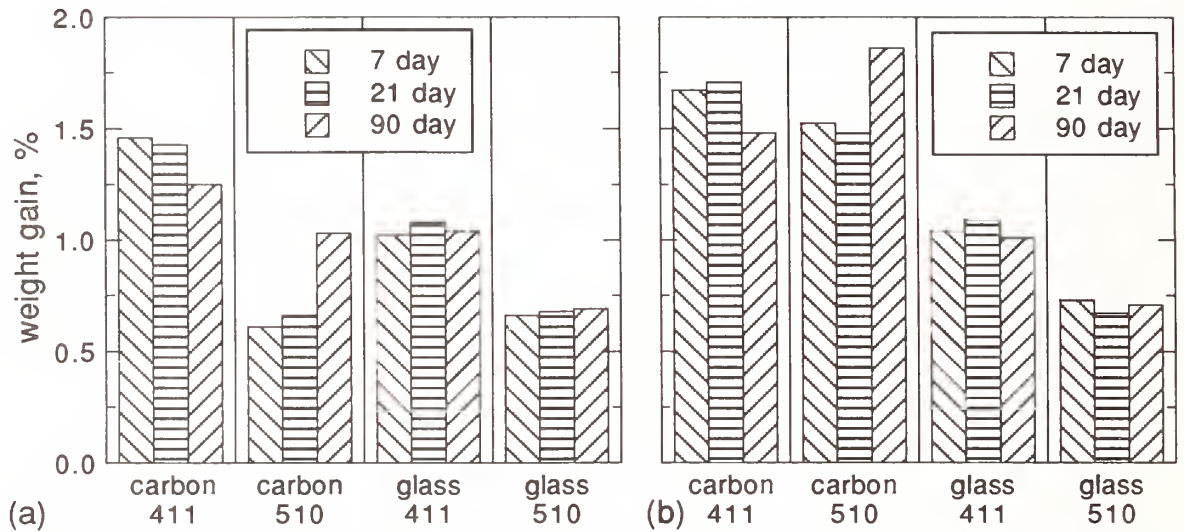 weight gain, %
2.0
1.5
1.0
0.5
0.0
7 day
21 day
90 day
carbon 411
carbon 510
glass 411
glass 510
(a)
7 day
21 day
90 day
carbon 411
carbon 510
glass 411
glass 510
(b)